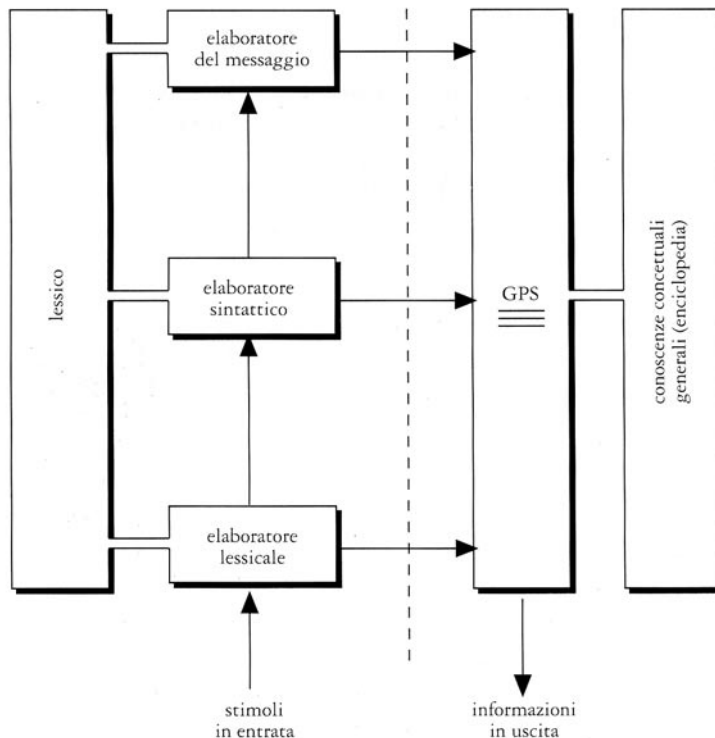 elaboratore
del messaggio
lessico
elaboratore
sintattico
GPS
conoscenze concettuali
generali (enciclopedia)
elaboratore
lessicale
stimoli
in entrata
informazioni
in uscita